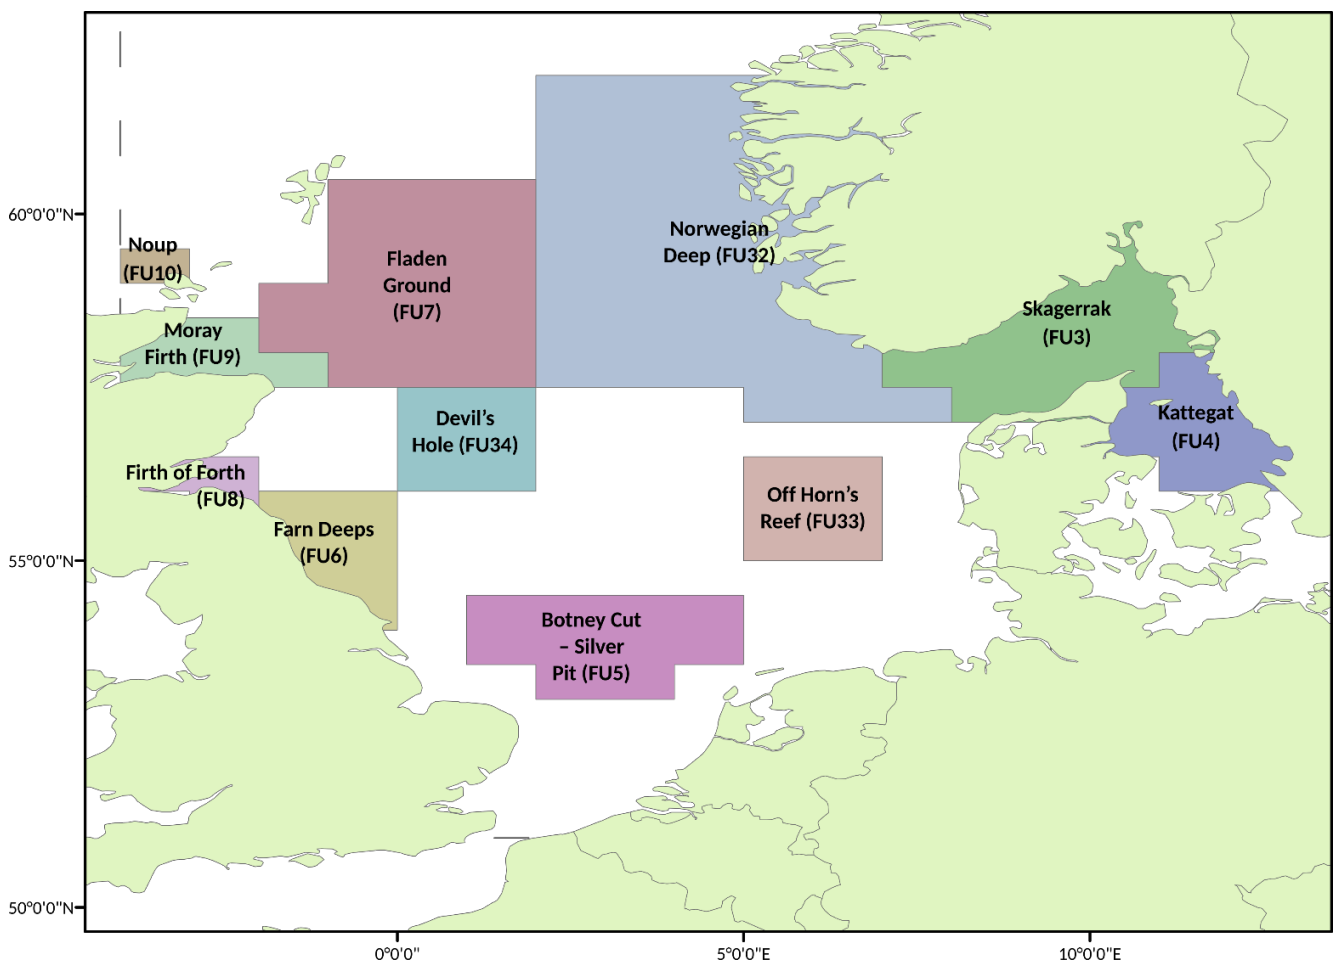 60°0'0"N
55°0'0"N
50°0'0"N
Noup
(FU10)
Moray
Firth (FU9)
Fladen
Ground
(FU7)
Norwegian
Deep (FU32)
Skagerrak
(FU3)
Kattegat
(FU4)
Devil’s
Hole (FU34)
Firth of Forth
(FU8)
Farn Deeps
(FU6)
Off Horn’s
Reef (FU33)
Botney Cut
– Silver
Pit (FU5)
0°0'0"
5°0'0"E
10°0'0"E